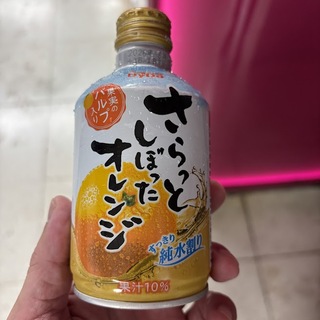 DyDo
果実の
パルプ
入り
さらっと
しぼった
オレンジ
すっきり
純水割り
果汁10%